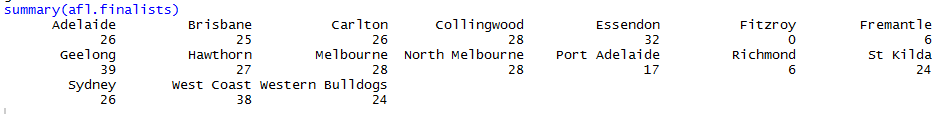 summary(afl.finalists)
Adelaide Brisbane Carlton Collingwood Essendon Fitzroy Fremantle
26 25 26 28 32 0 6
Geelong Hawthorn Melbourne North Melbourne Port Adelaide Richmond St Kilda
39 27 28 28 17 6 24
Sydney West Coast Western Bulldogs
26 38 24